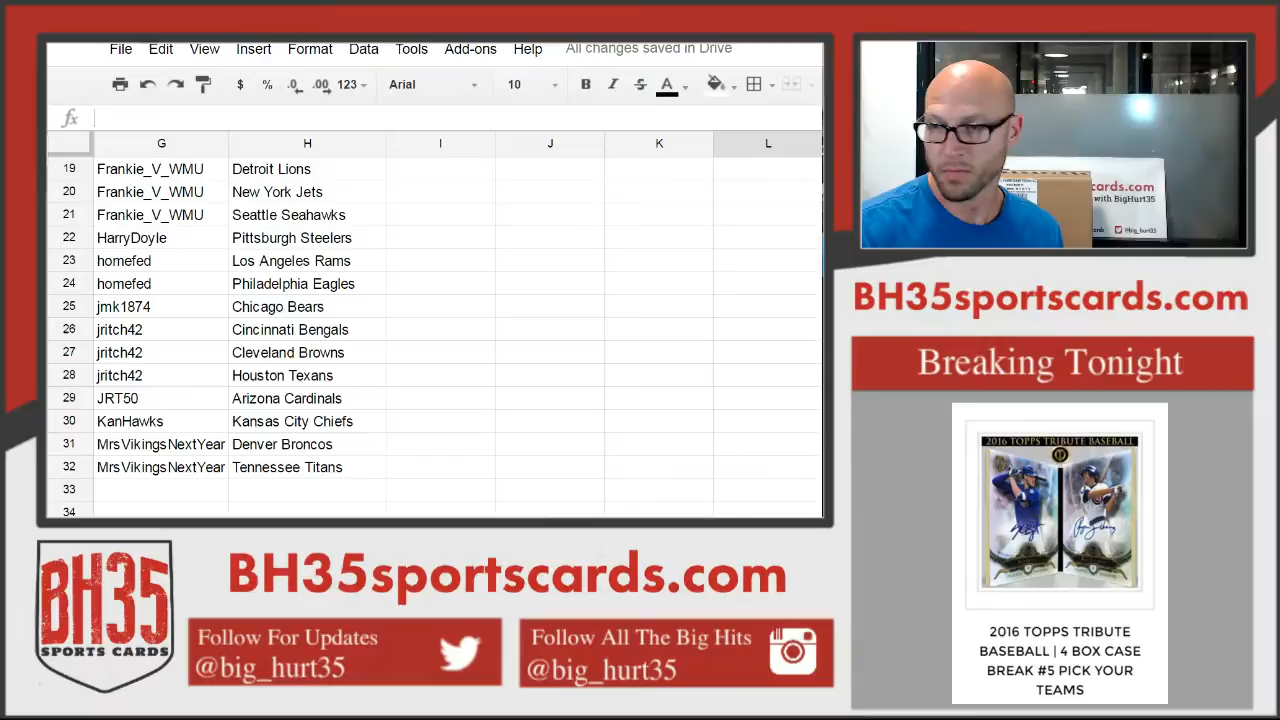 File Edit View Insert Format Data Tools Add-ons Help All changes saved in Drive
$ % .0 .00 123 Arial 10 B I S A
fx
G H I J K L
19 Frankie_V_WMU Detroit Lions
20 Frankie_V_WMU New York Jets
21 Frankie_V_WMU Seattle Seahawks
22 HarryDoyle Pittsburgh Steelers
23 homefed Los Angeles Rams
24 homefed Philadelphia Eagles
25 jmk1874 Chicago Bears
26 jritch42 Cincinnati Bengals
27 jritch42 Cleveland Browns
28 jritch42 Houston Texans
29 JRT50 Arizona Cardinals
30 KanHawks Kansas City Chiefs
31 MrsVikingsNextYear Denver Broncos
32 MrsVikingsNextYear Tennessee Titans
33
34
cards.com
with BigHurt35
@big_hurt35
BH35sportscards.com
Breaking Tonight
2016 TOPPS TRIBUTE BASEBALL
2016 TOPPS TRIBUTE
BASEBALL | 4 BOX CASE
BREAK #5 PICK YOUR
TEAMS
BH35
SPORTS CARDS
BH35sportscards.com
Follow For Updates
@big_hurt35
Follow All The Big Hits
@big_hurt35